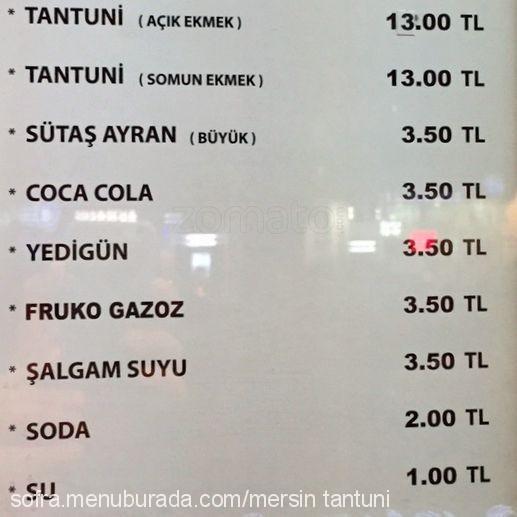 * TANTUNİ ( AÇIK EKMEK ) 13.00 TL
* TANTUNİ ( SOMUN EKMEK ) 13.00 TL
* SÜTAŞ AYRAN ( BÜYÜK ) 3.50 TL
* COCA COLA 3.50 TL
zomato
* YEDİGÜN 3.50 TL
* FRUKO GAZOZ 3.50 TL
* ŞALGAM SUYU 3.50 TL
* SODA 2.00 TL
* SU 1.00 TL
sofra.menuburada.com/mersin tantuni